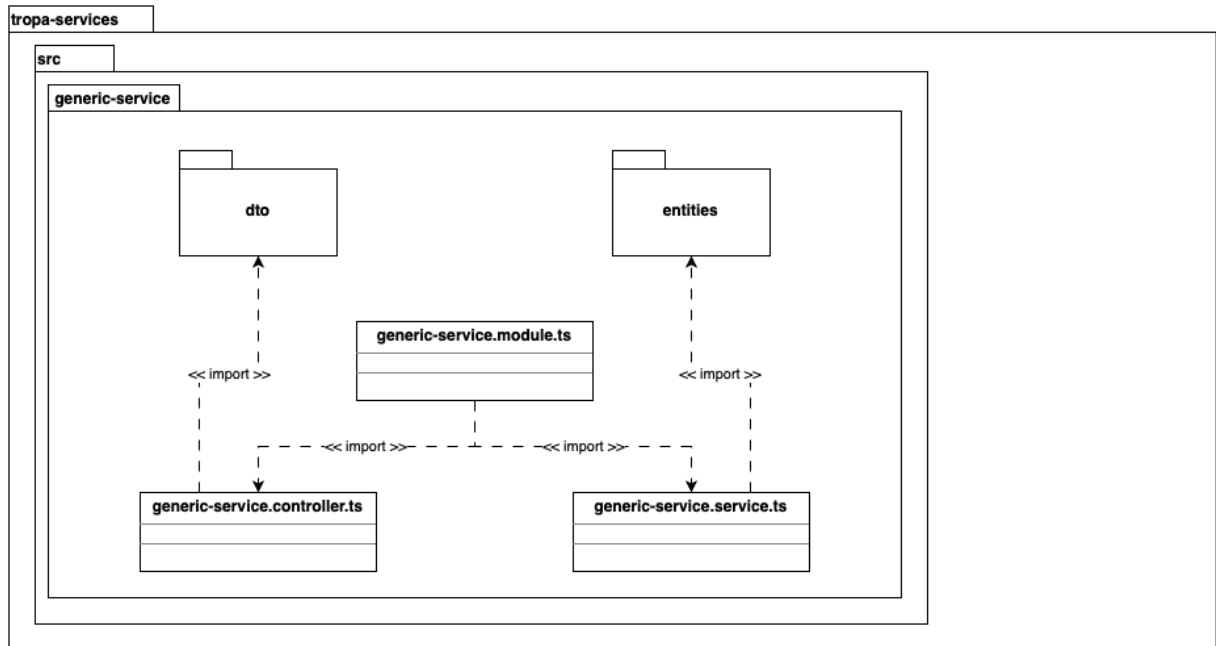 tropa-services
src
generic-service
dto
entities
generic-service.module.ts
<< import >>
<< import >>
<< import >>
<< import >>
generic-service.controller.ts
generic-service.service.ts